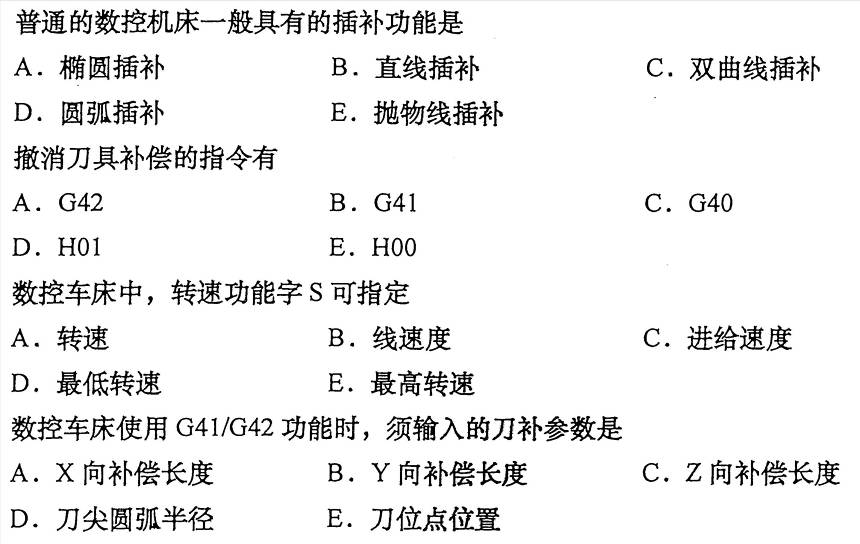 普通的数控机床一般具有的插补功能是
A．椭圆插补 B．直线插补 C．双曲线插补
D．圆弧插补 E．抛物线插补
撤消刀具补偿的指令有
A．G42 B．G41 C．G40
D．H01 E．H00
数控车床中，转速功能字 S 可指定
A．转速 B．线速度 C．进给速度
D．最低转速 E．最高转速
数控车床使用 G41/G42 功能时，须输入的刀补参数是
A．X 向补偿长度 B．Y 向补偿长度 C．Z 向补偿长度
D．刀尖圆弧半径 E．刀位点位置